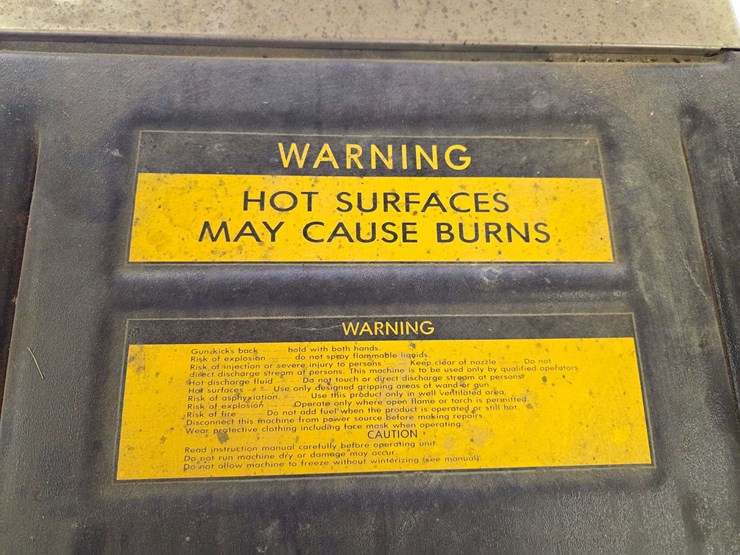 WARNING
HOT SURFACES
MAY CAUSE BURNS
WARNING
Gun kicks back hold with both hands.
Risk of explosion do not spray flammable liquids.
Risk of injection or severe injury to persons Keep clear of nozzle Do not
direct discharge stream at persons. This machine is to be used only by qualified operators
Hot discharge fluid Do not touch or direct discharge stream at persons
Hot surfaces Use only designed gripping areas of wand or gun.
Risk of asphyxiation Use this product only in well ventilated area.
Risk of explosion Operate only where open flame or torch is permitted
Risk of fire Do not add fuel when the product is operated or still hot.
Disconnect this machine from power source before making repairs.
Wear protective clothing including face mask when operating.
CAUTION
Read instruction manual carefully before operating unit.
Do not run machine dry or damage may occur.
Do not allow machine to freeze without winterizing (see manual).